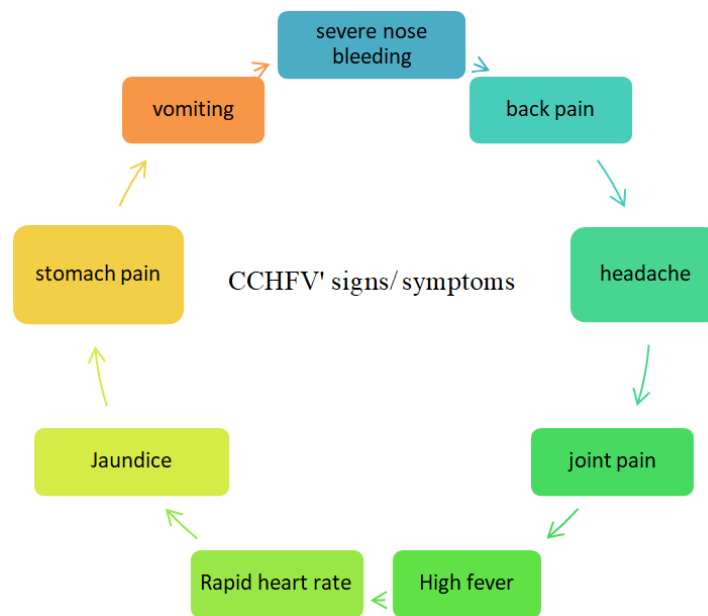 severe nose
bleeding
back pain
headache
joint pain
High fever
Rapid heart rate
Jaundice
stomach pain
vomiting
CCHFV' signs/ symptoms